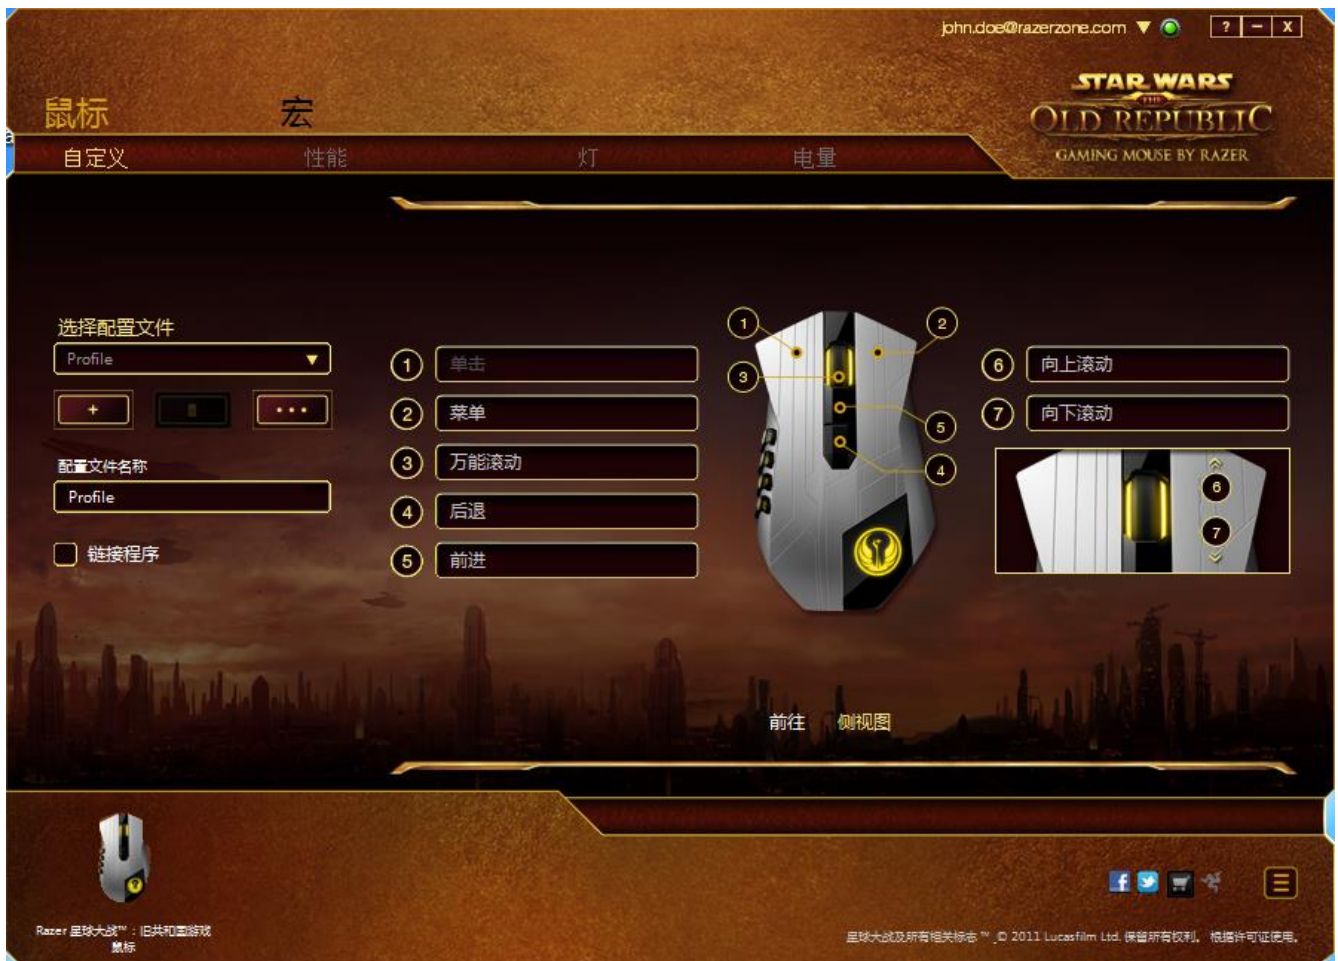 john.doe@razerzone.com ▼ ? – X
STAR WARS
THE
OLD REPUBLIC
GAMING MOUSE BY RAZER
鼠标 宏
自定义 性能 灯 电量
选择配置文件
Profile ▼
+ •••
配置文件名称
Profile
链接程序
1 单击
2 菜单
3 万能滚动
4 后退
5 前进
1 2
3
5
4
6 向上滚动
7 向下滚动
6
7
前往 侧视图
Razer 星球大战™：旧共和国游戏
鼠标
星球大战及所有相关标志 ™ ,© 2011 Lucasfilm Ltd. 保留所有权利。 根据许可证使用。